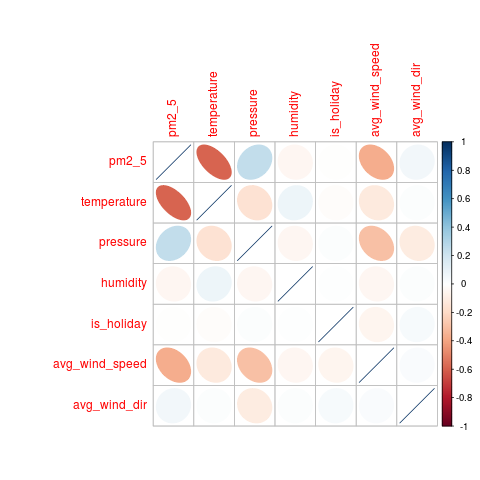 pm2_5
temperature
pressure
humidity
is_holiday
avg_wind_speed
avg_wind_dir
pm2_5
temperature
pressure
humidity
is_holiday
avg_wind_speed
avg_wind_dir
1
0.8
0.6
0.4
0.2
0
-0.2
-0.4
-0.6
-0.8
-1